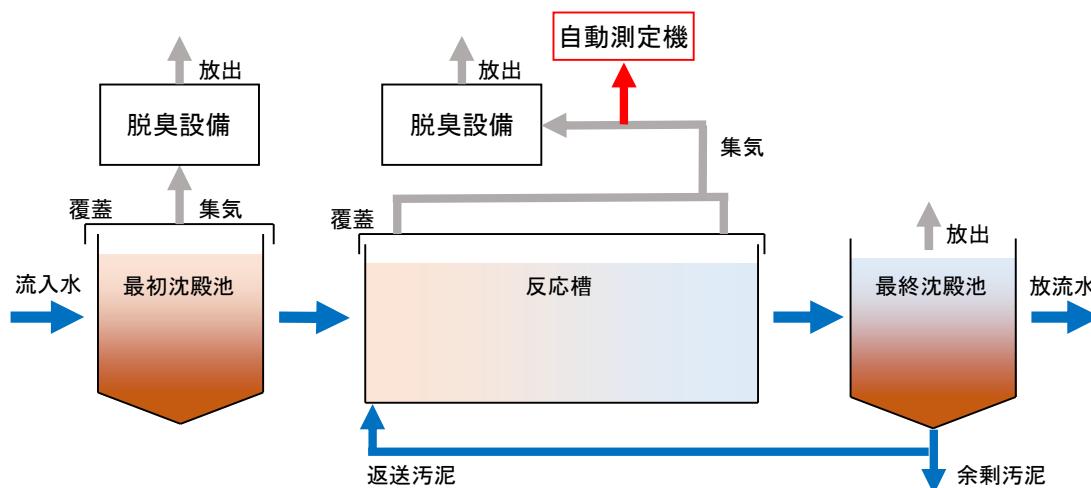 自動測定機
放出
放出
脱臭設備
脱臭設備
集気
覆蓋
集気
覆蓋
放出
流入水
最初沈殿池
反応槽
最終沈殿池
放流水
返送汚泥
余剰汚泥